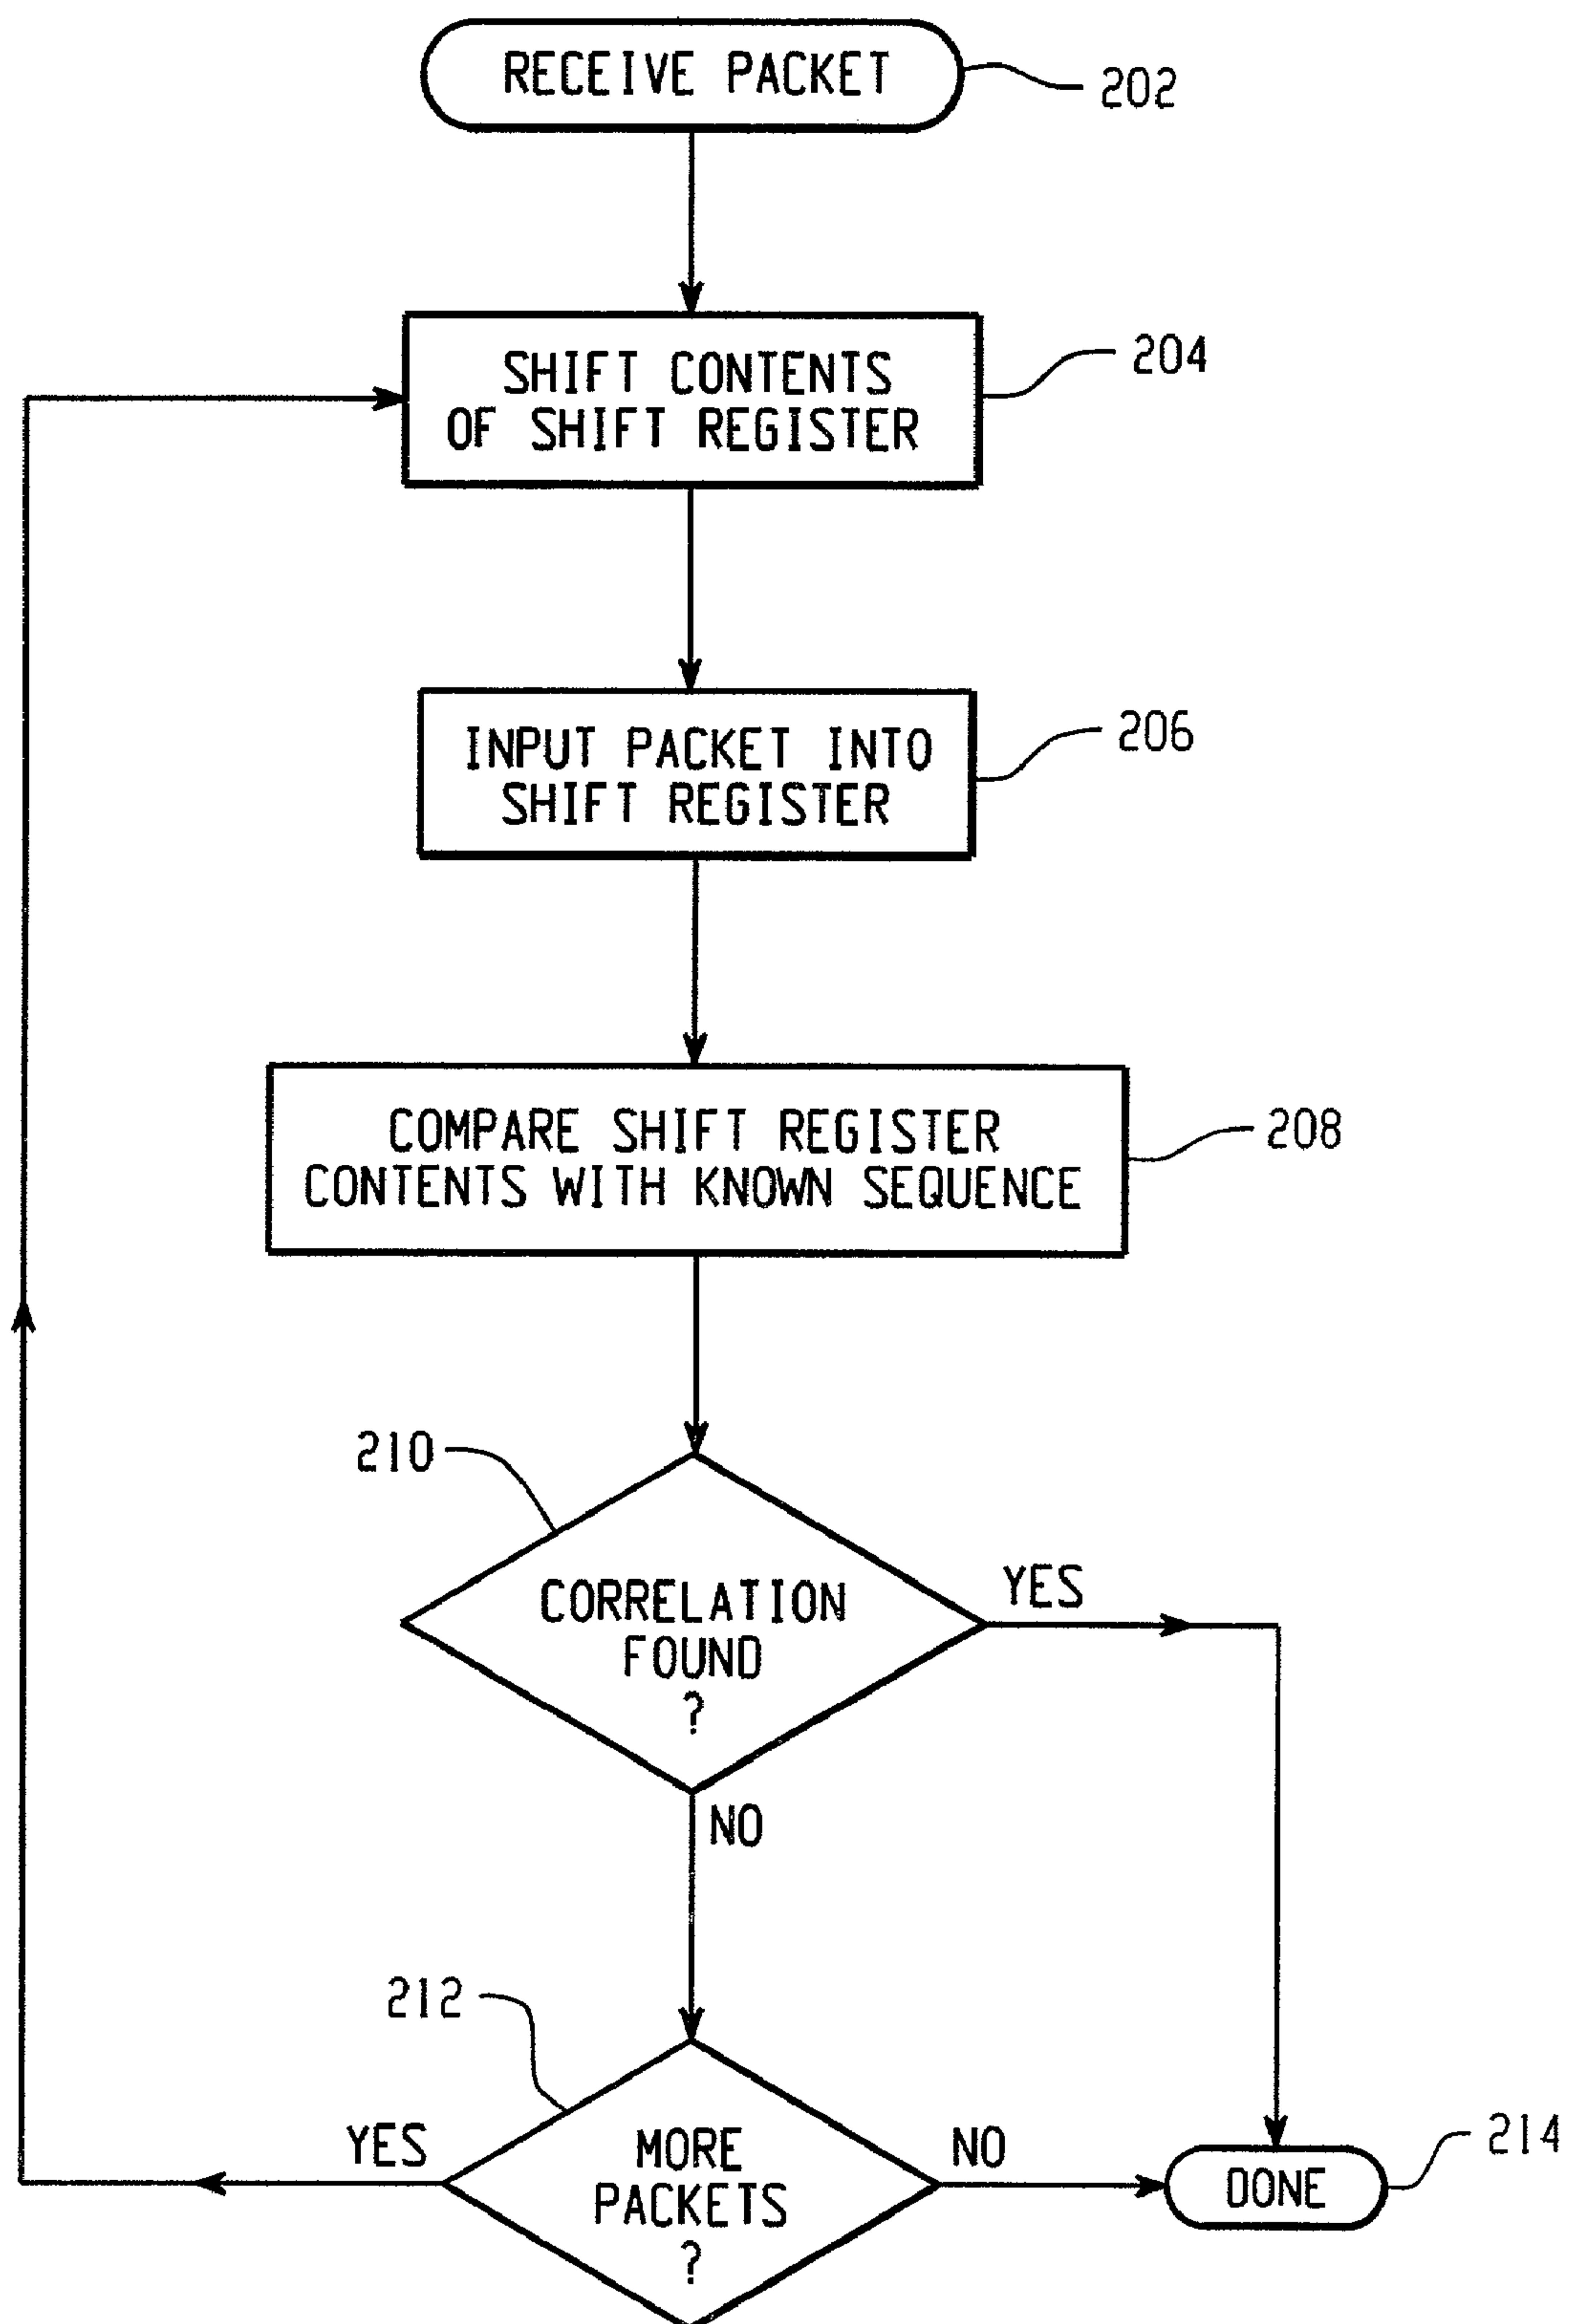 RECEIVE PACKET
202
SHIFT CONTENTS
OF SHIFT REGISTER
204
INPUT PACKET INTO
SHIFT REGISTER
206
COMPARE SHIFT REGISTER
CONTENTS WITH KNOWN SEQUENCE
208
210
CORRELATION
FOUND
?
YES
NO
212
MORE
PACKETS
?
YES
NO
DONE
214